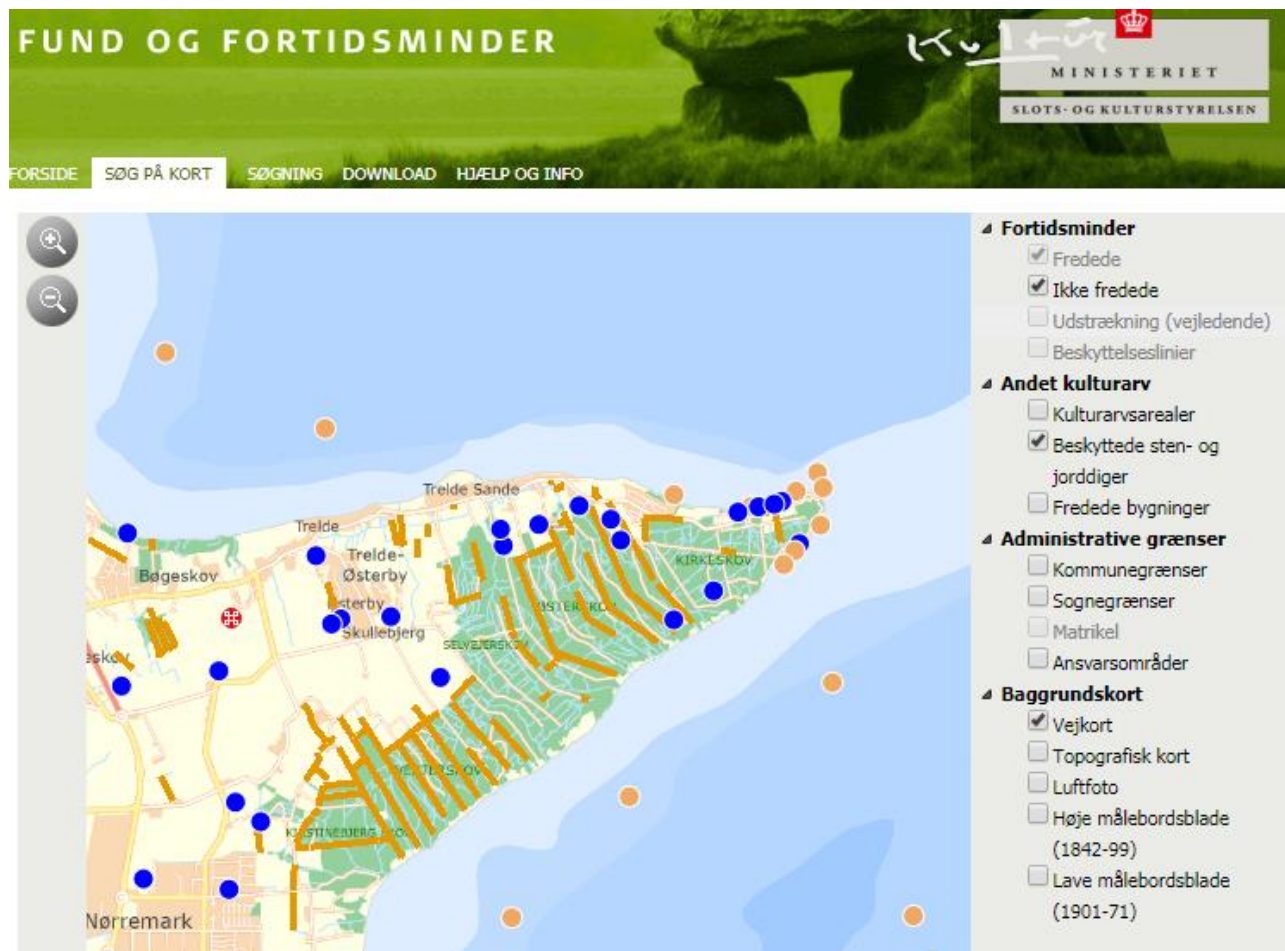 FUND OG FORTIDSMINDER
Kultur
MINISTERIET
SLOTS- OG KULTURSTYRELSEN
FORSIDE SØG PÅ KORT SØGNING DOWNLOAD HJÆLP OG INFO
Fortidsminder
Fredede
Ikke fredede
Udstrækning (vejledende)
Beskyttelseslinier
Andet kulturarv
Kulturarvsarealer
Beskyttede sten- og
jorddiger
Fredede bygninger
Administrative grænser
Kommunegrænser
Sognegrænser
Matrikel
Ansvarsområder
Baggrundskort
Vejkort
Topografisk kort
Luftfoto
Høje målebordsblade
(1842-99)
Lave målebordsblade
(1901-71)
Trelde Sande
Trelde
Trelde-
Østerby
Bøgeskov
KIRKESKOV
sterby
Skullebjerg
SELVEJERSKOV
eskov
Nørremark